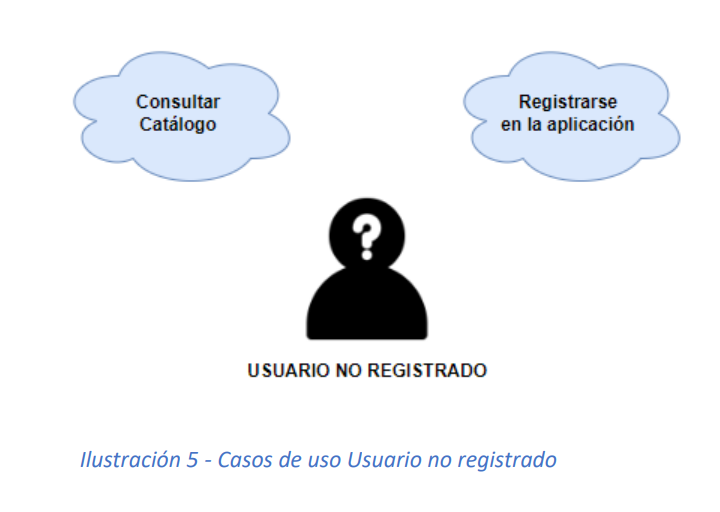 Consultar
Catálogo
Registrarse
en la aplicación
?
USUARIO NO REGISTRADO
Ilustración 5 - Casos de uso Usuario no registrado